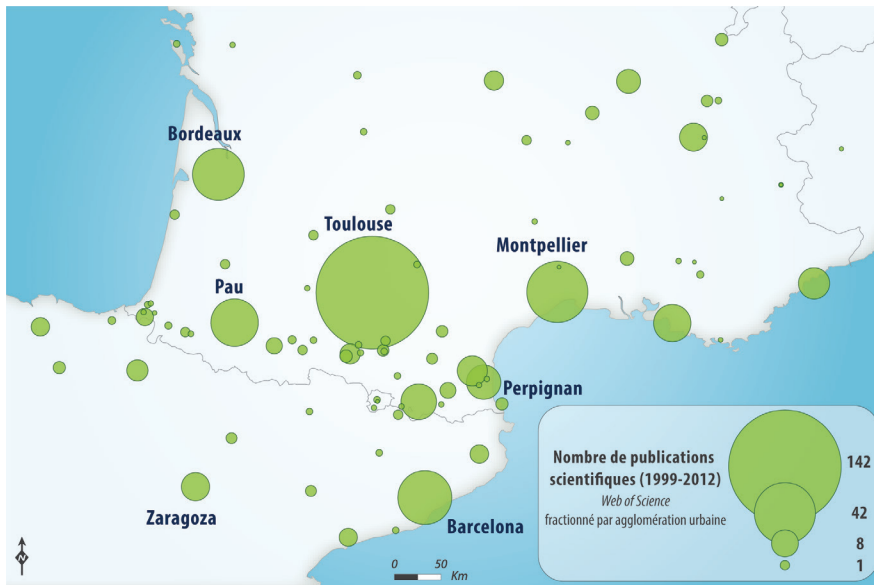 Bordeaux
Toulouse
Montpellier
Pau
Perpignan
Zaragoza
Barcelona
N
0 50
Km
Nombre de publications
scientifiques (1999-2012)
Web of Science
fractionné par agglomération urbaine
142
42
8
1